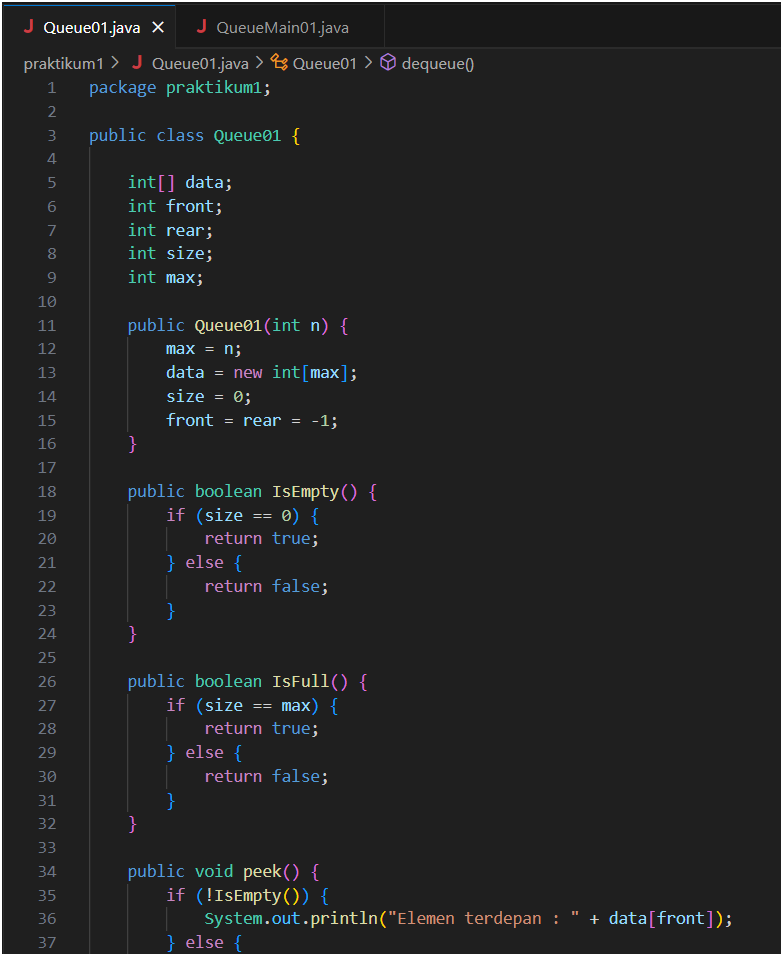 Queue01.java QueueMain01.java
praktikum1 > Queue01.java > Queue01 > dequeue()
1 package praktikum1;
2
3 public class Queue01 {
4
5     int[] data;
6     int front;
7     int rear;
8     int size;
9     int max;
10
11     public Queue01(int n) {
12         max = n;
13         data = new int[max];
14         size = 0;
15         front = rear = -1;
16     }
17
18     public boolean IsEmpty() {
19         if (size == 0) {
20             return true;
21         } else {
22             return false;
23         }
24     }
25
26     public boolean IsFull() {
27         if (size == max) {
28             return true;
29         } else {
30             return false;
31         }
32     }
33
34     public void peek() {
35         if (!IsEmpty()) {
36             System.out.println("Elemen terdepan : " + data[front]);
37         } else {